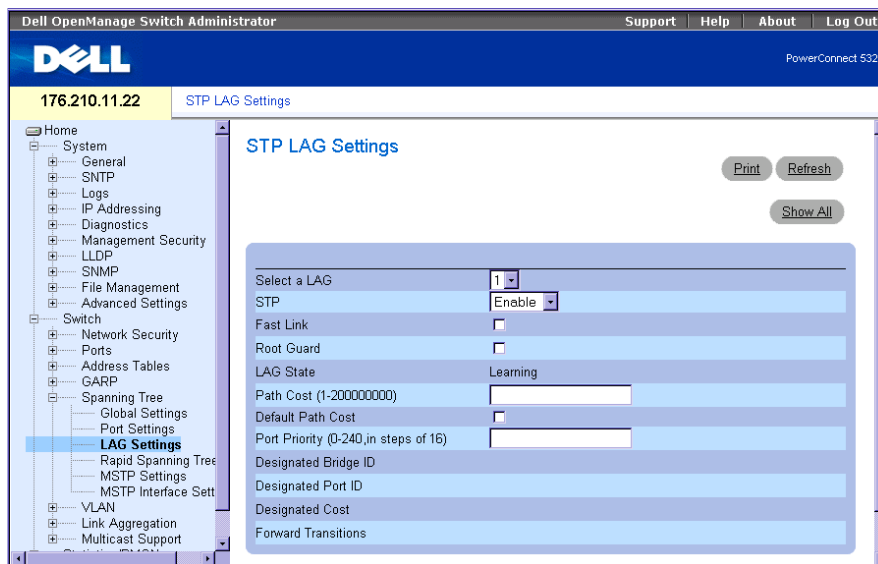 Dell OpenManage Switch Administrator
Support | Help | About | Log Out
DELL
PowerConnect 532
176.210.11.22
STP LAG Settings
Home
System
General
SNTP
Logs
IP Addressing
Diagnostics
Management Security
LLDP
SNMP
File Management
Advanced Settings
Switch
Network Security
Ports
Address Tables
GARP
Spanning Tree
Global Settings
Port Settings
LAG Settings
Rapid Spanning Tree
MSTP Settings
MSTP Interface Sett
VLAN
Link Aggregation
Multicast Support
STP LAG Settings
Print
Refresh
Show All
Select a LAG 1
STP Enable
Fast Link
Root Guard
LAG State Learning
Path Cost (1-200000000)
Default Path Cost
Port Priority (0-240,in steps of 16)
Designated Bridge ID
Designated Port ID
Designated Cost
Forward Transitions